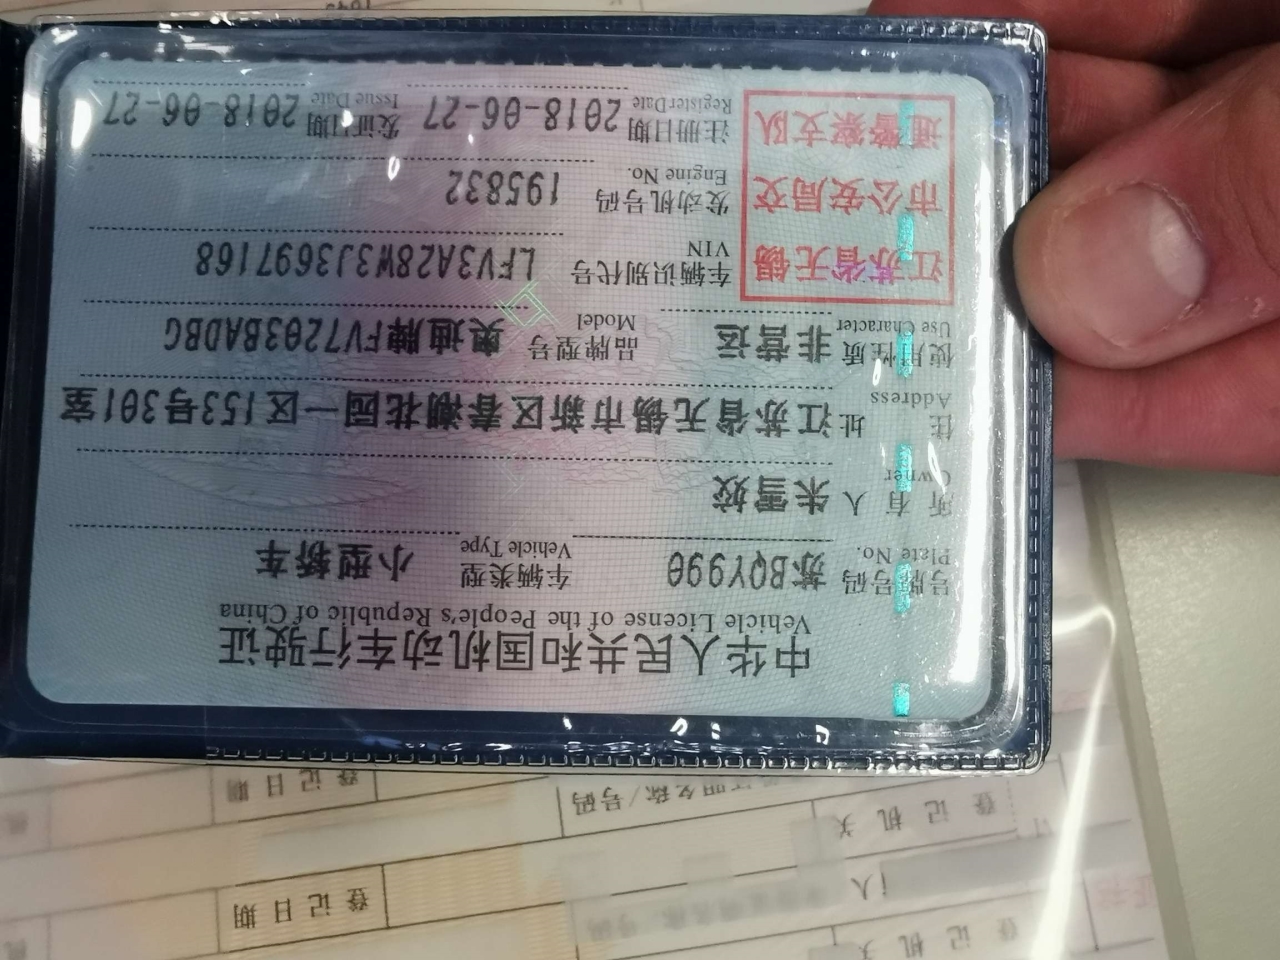 中华人民共和国机动车行驶证
Vehicle License of the People's Republic of China
号牌号码 Plate No. 苏BQY990 车辆类型 Vehicle Type 小型轿车
所有人 Owner 朱雪姣
住址 Address 江苏省无锡市新区春潮花园一区153号301室
使用性质 Use Character 非营运 品牌型号 Model 奥迪牌FV7203BADBG
江苏省无锡
市公安局交
通警察支队
车辆识别代号 VIN LFV3A28W3J3697168
发动机号码 Engine No. 195832
注册日期 Register Date 2018-06-27 发证日期 Issue Date 2018-06-27
登记机关
登记日期
人
登记机关 证明名称/号码 登记日期